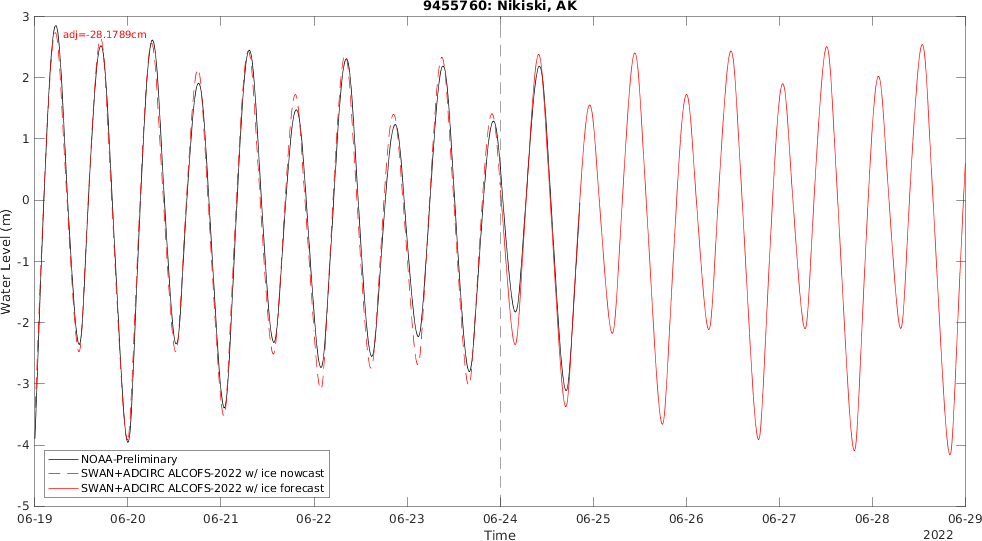 9455760: Nikiski, AK
adj=-28.1789cm
3
2
1
0
-1
-2
-3
-4
-5
Water Level (m)
NOAA-Preliminary
SWAN+ADCIRC ALCOFS-2022 w/ ice nowcast
SWAN+ADCIRC ALCOFS-2022 w/ ice forecast
06-19 06-20 06-21 06-22 06-23 06-24 06-25 06-26 06-27 06-28 06-29
Time
2022